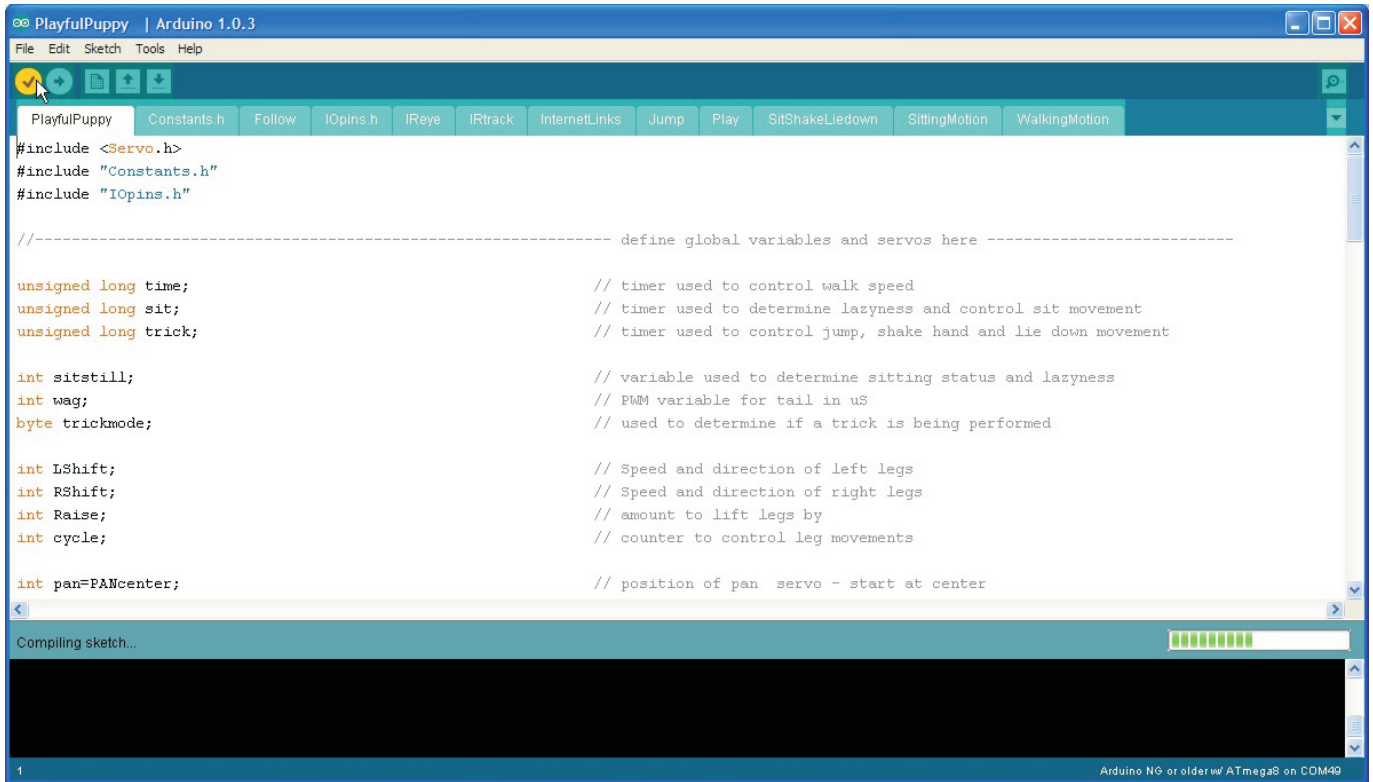 PlayfulPuppy | Arduino 1.0.3
File Edit Sketch Tools Help
PlayfulPuppy Constants.h Follow IOpins.h IReye IRtrack InternetLinks Jump Play SitShakeLiedown SittingMotion WalkingMotion
#include <Servo.h>
#include "Constants.h"
#include "IOpins.h"
//--------------------------------------------------------------- define global variables and servos here ---------------------------
unsigned long time; // timer used to control walk speed
unsigned long sit; // timer used to determine lazyness and control sit movement
unsigned long trick; // timer used to control jump, shake hand and lie down movement
int sitstill; // variable used to determine sitting status and lazyness
int wag; // PWM variable for tail in uS
byte trickmode; // used to determine if a trick is being performed
int LShift; // Speed and direction of left legs
int RShift; // Speed and direction of right legs
int Raise; // amount to lift legs by
int cycle; // counter to control leg movements
int pan=PANcenter; // position of pan  servo - start at center
Compiling sketch...
1 Arduino NG or older w/ ATmega8 on COM49